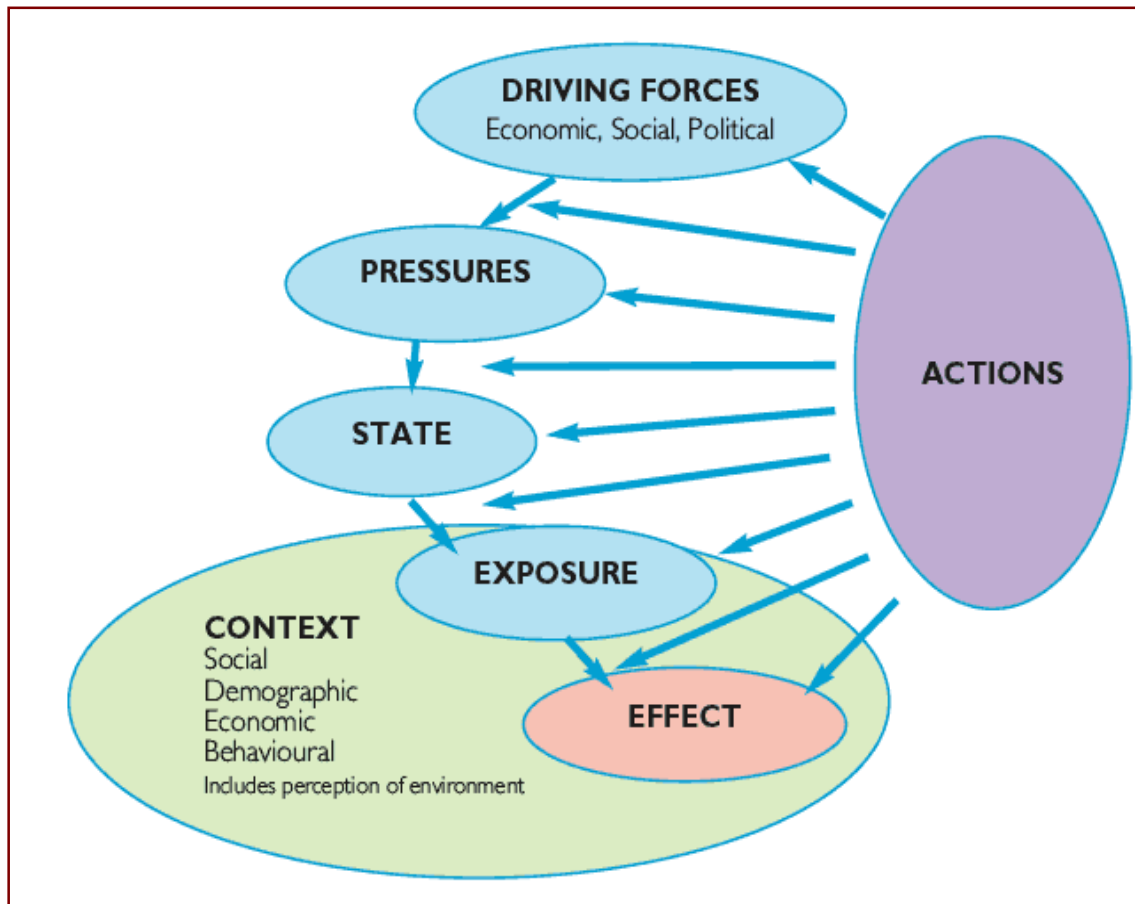 DRIVING FORCES
Economic, Social, Political
PRESSURES
ACTIONS
STATE
EXPOSURE
CONTEXT
Social
Demographic
Economic
Behavioural
Includes perception of environment
EFFECT